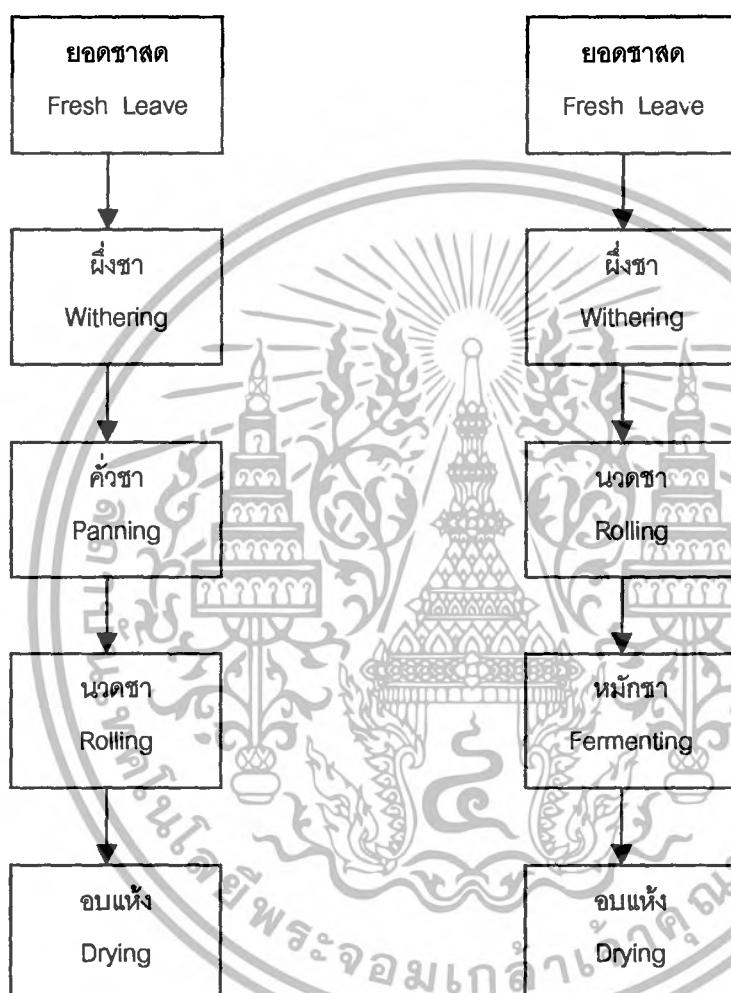 ยอดชาสด
Fresh Leave
ผึ่งชา
Withering
คั่วชา
Panning
นวดชา
Rolling
อบแห้ง
Drying
ยอดชาสด
Fresh Leave
ผึ่งชา
Withering
นวดชา
Rolling
หมักชา
Fermenting
อบแห้ง
Drying